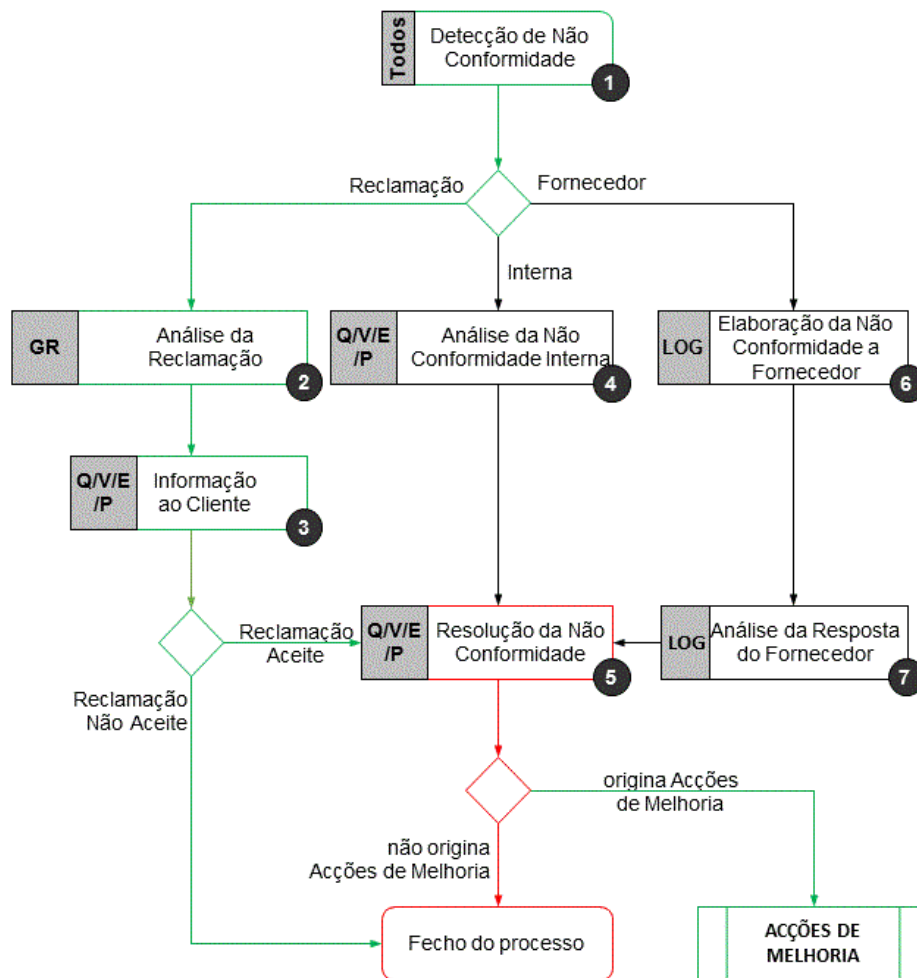 Todos
Detecção de Não
Conformidade
1
Reclamação
Fornecedor
Interna
GR
Análise da
Reclamação
2
Q/V/E
/P
Análise da Não
Conformidade Interna
4
LOG
Elaboração da Não
Conformidade a
Fornecedor
6
Q/V/E
/P
Informação
ao Cliente
3
Reclamação
Aceite
Reclamação
Não Aceite
Q/V/E
/P
Resolução da Não
Conformidade
5
LOG
Análise da Resposta
do Fornecedor
7
origina Acções
de Melhoria
não origina
Acções de Melhoria
Fecho do processo
ACÇÕES DE
MELHORIA